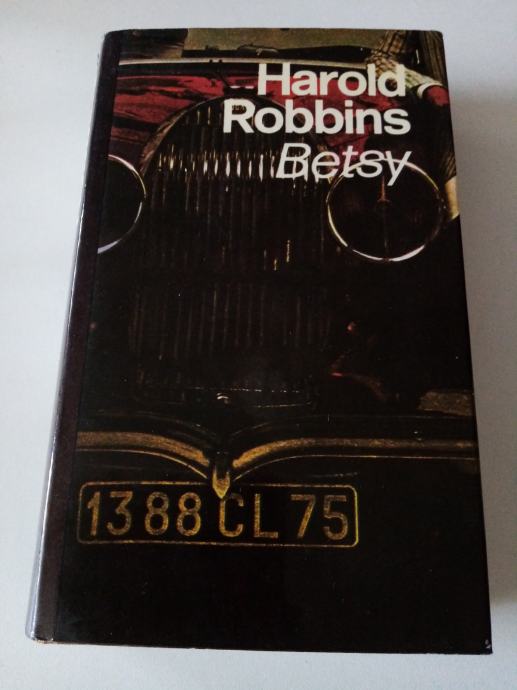 Harold
Robbins
Betsy
1388 CL 75